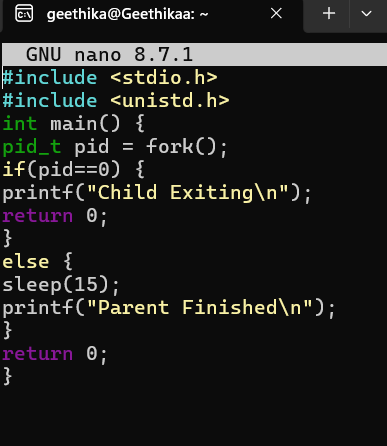 geethika@Geethikaa: ~
GNU nano 8.7.1
#include <stdio.h>
#include <unistd.h>
int main() {
pid_t pid = fork();
if(pid==0) {
printf("Child Exiting\n");
return 0;
}
else {
sleep(15);
printf("Parent Finished\n");
}
return 0;
}